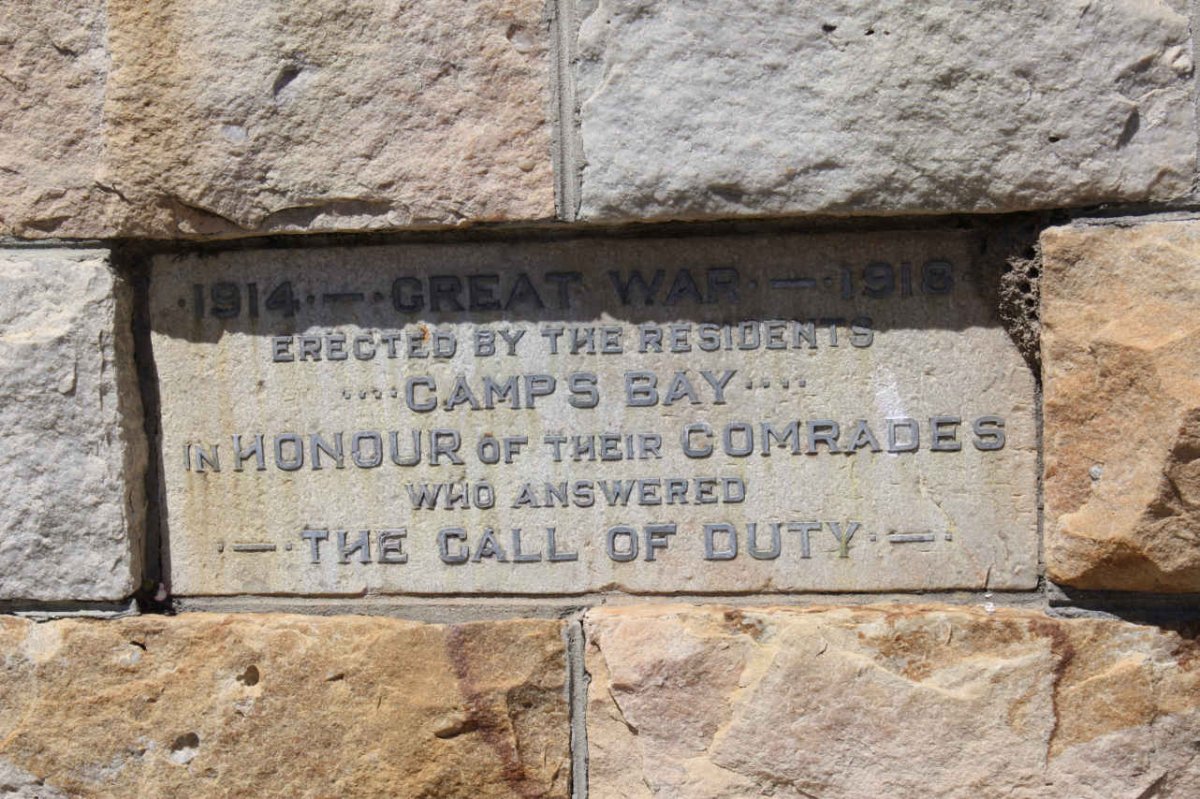 ·1914·—·GREAT WAR·—·1918·
ERECTED BY THE RESIDENTS
····CAMPS BAY····
IN HONOUR OF THEIR COMRADES
WHO ANSWERED
·—·THE CALL OF DUTY·—·